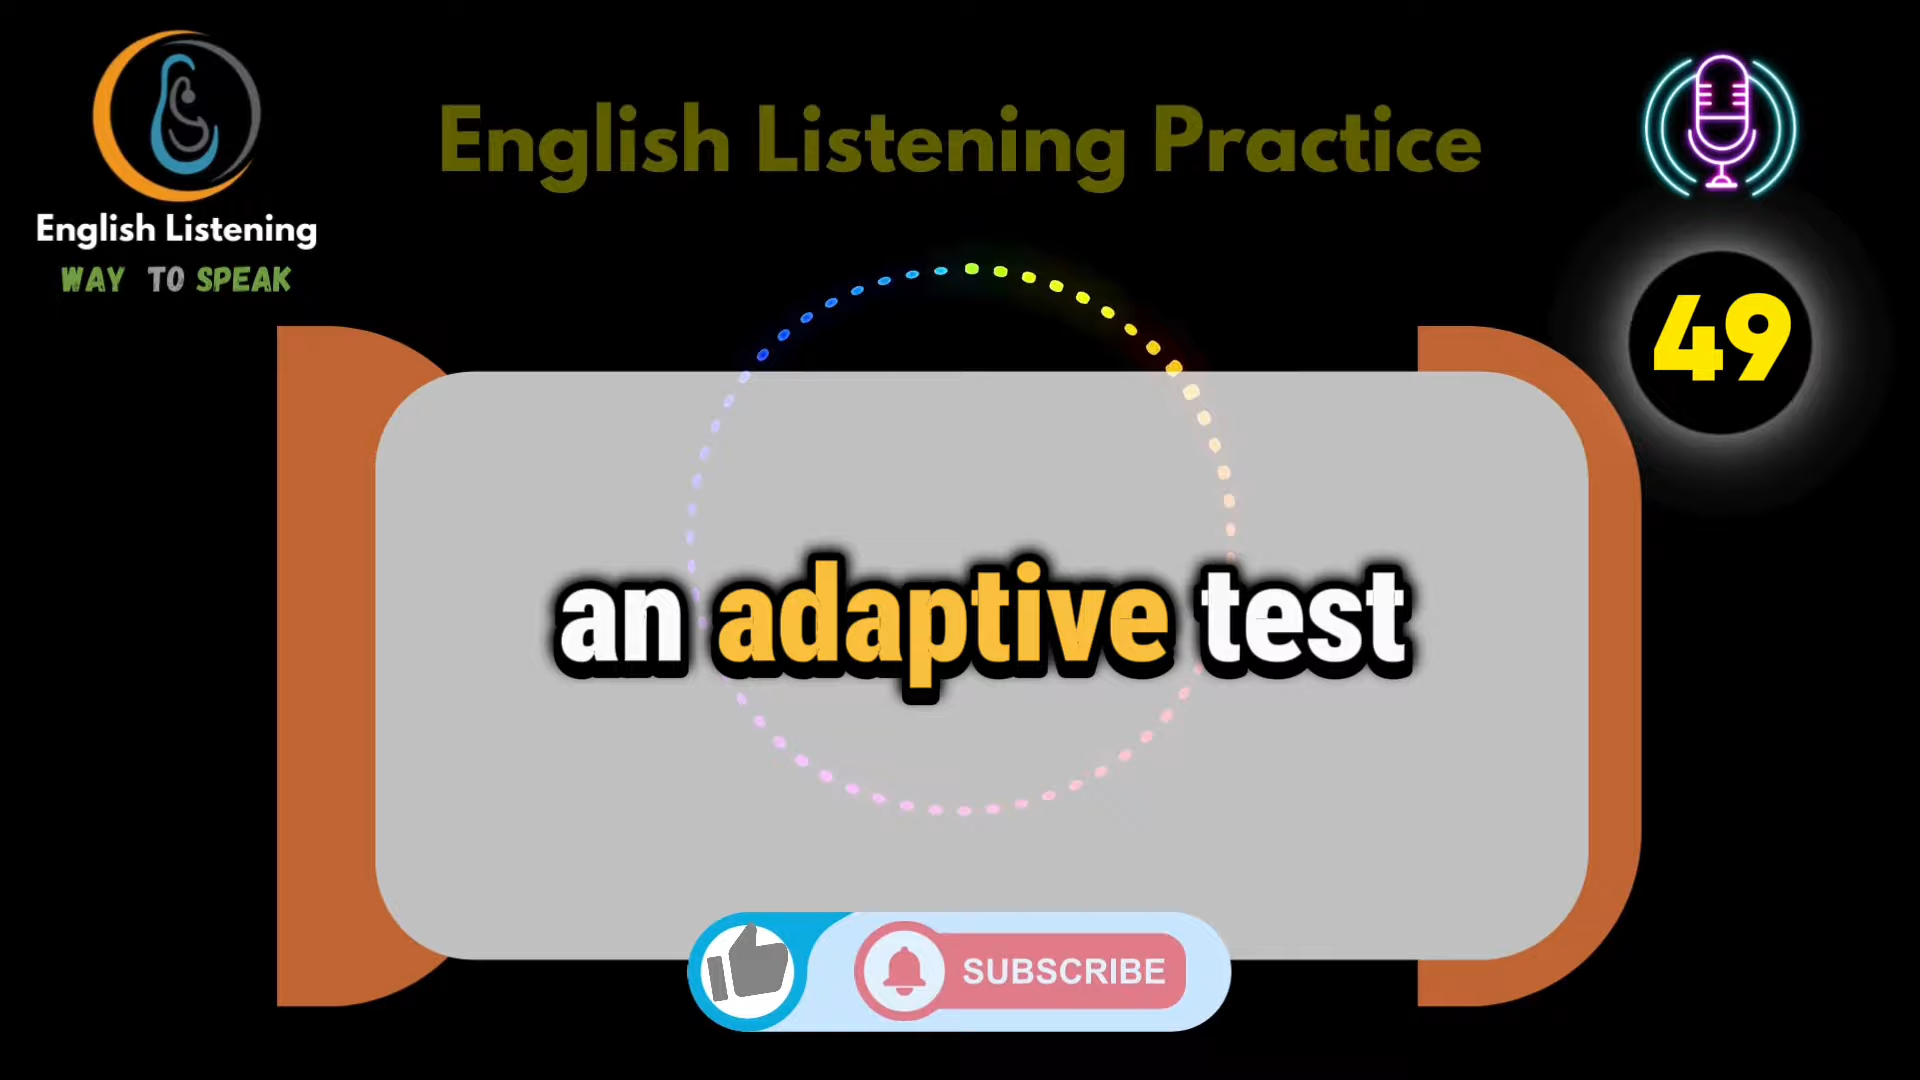 English Listening Practice
English Listening
WAY TO SPEAK
49
an adaptive test
SUBSCRIBE